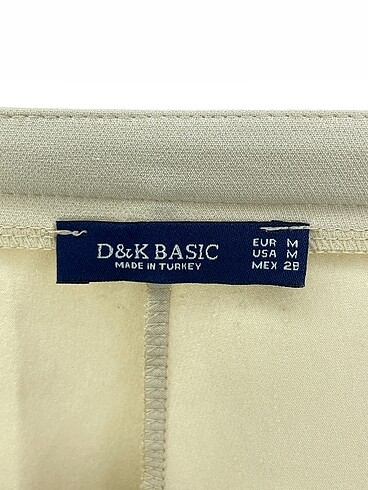 D&K BASIC
MADE IN TURKEY
EUR M
USA M
MEX 28